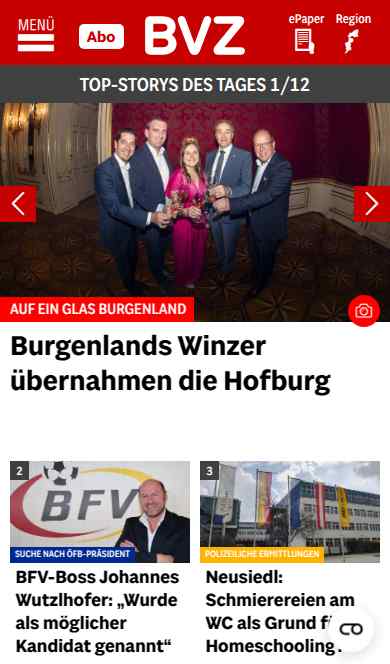 MENÜ
Abo
BVZ
ePaper
Region
TOP-STORYS DES TAGES 1/12
AUF EIN GLAS BURGENLAND
Burgenlands Winzer
übernahmen die Hofburg
2
BFV
SUCHE NACH ÖFB-PRÄSIDENT
BFV-Boss Johannes
Wutzlhofer: „Wurde
als möglicher
Kandidat genannt“
3
POLIZEILICHE ERMITTLUNGEN
Neusiedl:
Schmierereien am
WC als Grund
Homeschooling